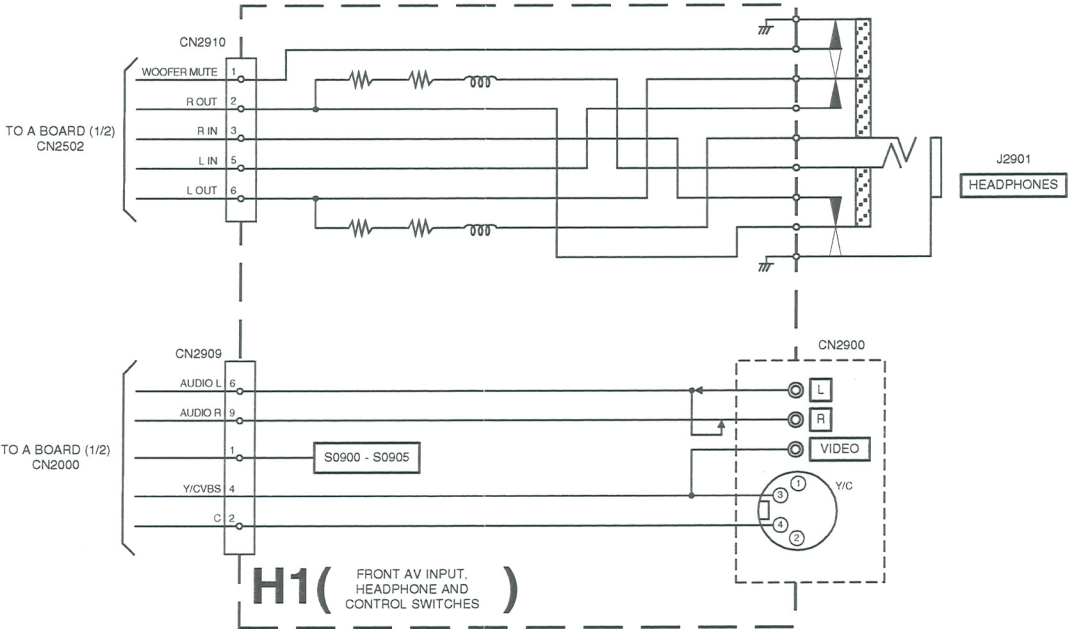 CN2910
WOOFER MUTE 1
R OUT 2
TO A BOARD (1/2)
CN2502
R IN 3
L IN 5
L OUT 6
J2901
HEADPHONES
CN2909
CN2900
AUDIO L 6
L
AUDIO R 9
R
TO A BOARD (1/2)
CN2000
1
S0900 - S0905
VIDEO
Y/CVBS 4
C 2
1
Y/C
3
4
2
H1 (
FRONT AV INPUT,
HEADPHONE AND
CONTROL SWITCHES
)